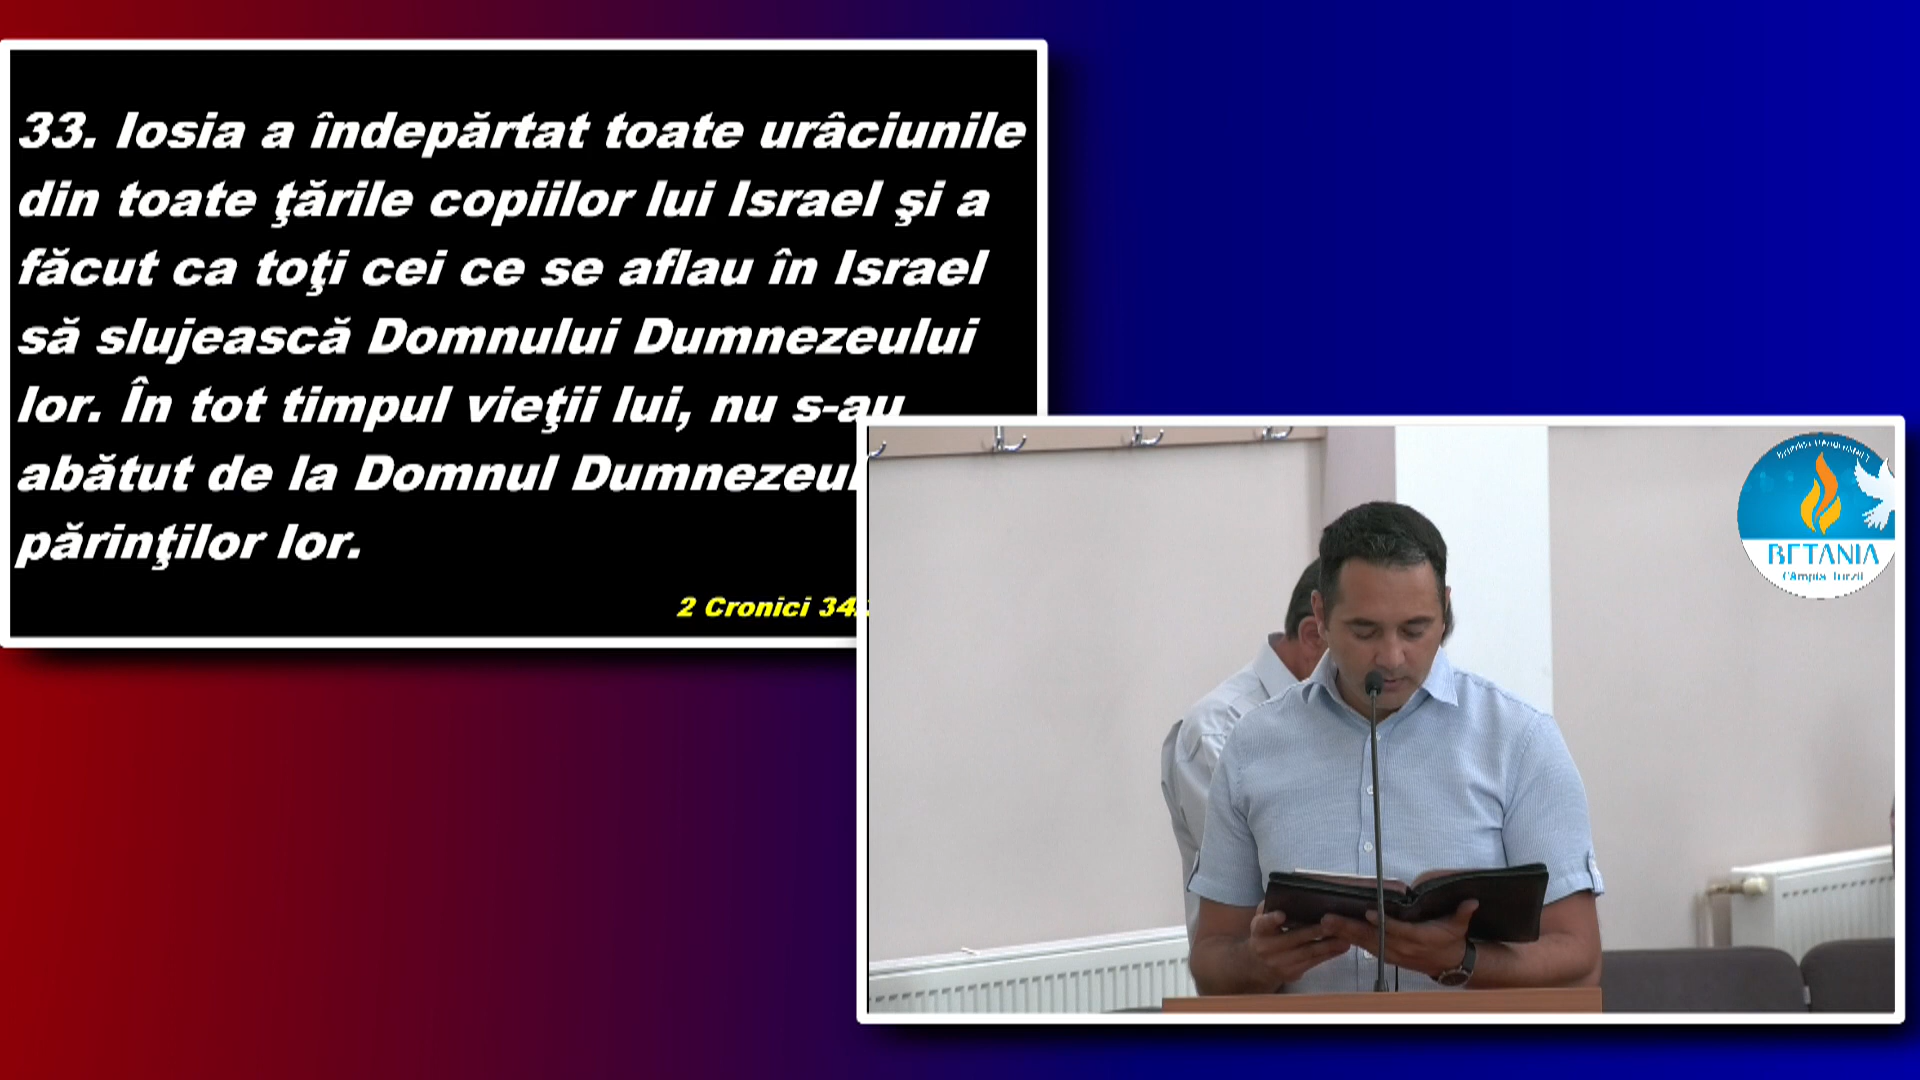 33. Iosia a îndepărtat toate urâciunile
din toate ţările copiilor lui Israel şi a
făcut ca toţi cei ce se aflau în Israel
să slujească Domnului Dumnezeului
lor. În tot timpul vieţii lui, nu s-au
abătut de la Domnul Dumnezeul
părinţilor lor.
2 Cronici 34:
BETANIA
Câmpia Turzii